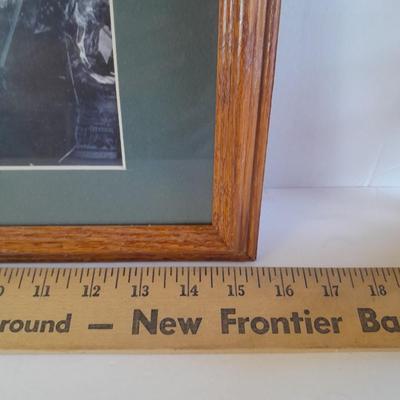 11 12 13 14 15 16 17 18
round — New Frontier Ba